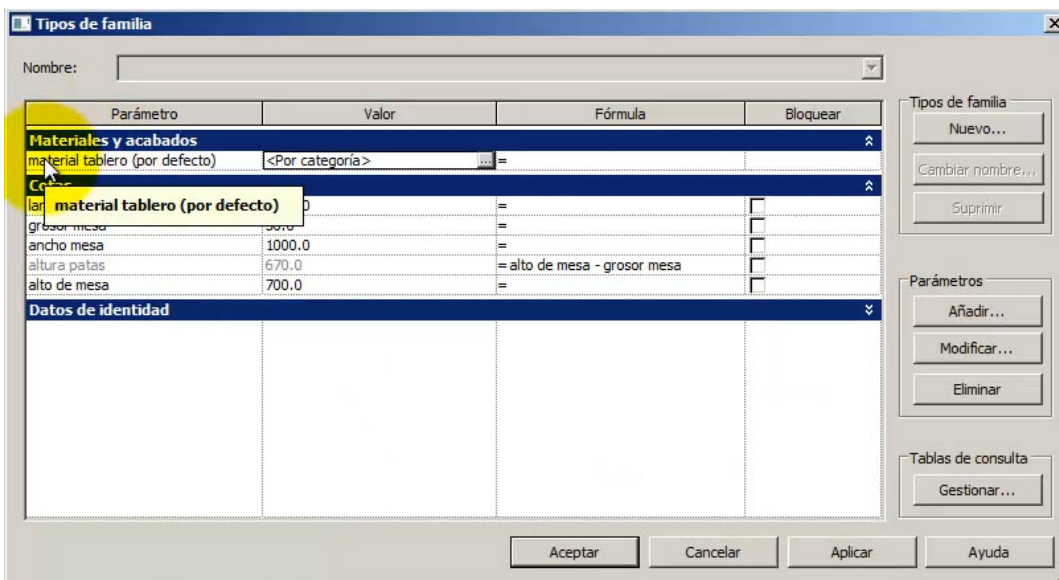 Tipos de familia
Nombre:
Parámetro Valor Fórmula Bloquear
Materiales y acabados
material tablero (por defecto) <Por categoría> ... =
Cotas
material tablero (por defecto) =
grosor mesa =
ancho mesa 1000.0 =
altura patas 670.0 = alto de mesa - grosor mesa
alto de mesa 700.0 =
Datos de identidad
Tipos de familia
Nuevo...
Cambiar nombre...
Suprimir
Parámetros
Añadir...
Modificar...
Eliminar
Tablas de consulta
Gestionar...
Aceptar Cancelar Aplicar Ayuda